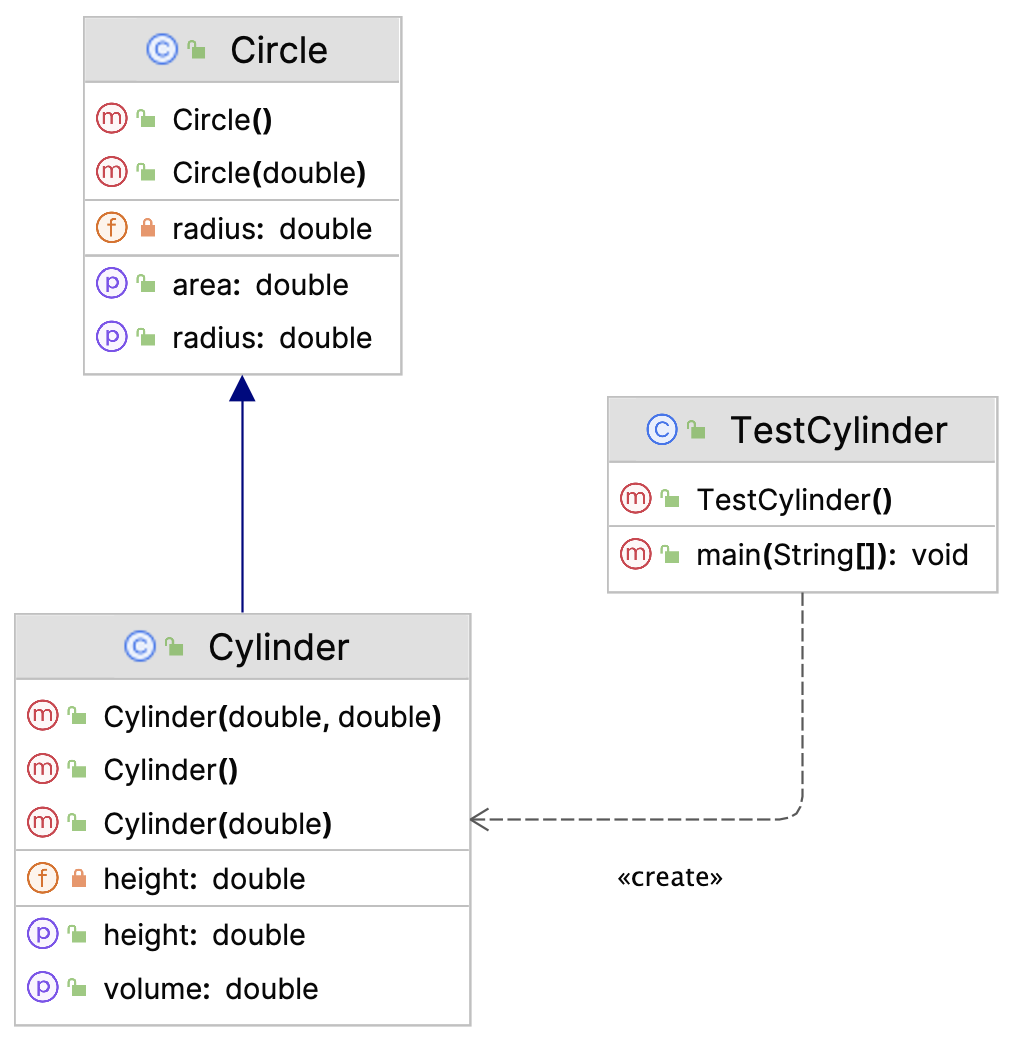 Circle
Circle()
Circle(double)
radius: double
area: double
radius: double
TestCylinder
TestCylinder()
main(String[]): void
Cylinder
Cylinder(double, double)
Cylinder()
Cylinder(double)
height: double
height: double
volume: double
«create»